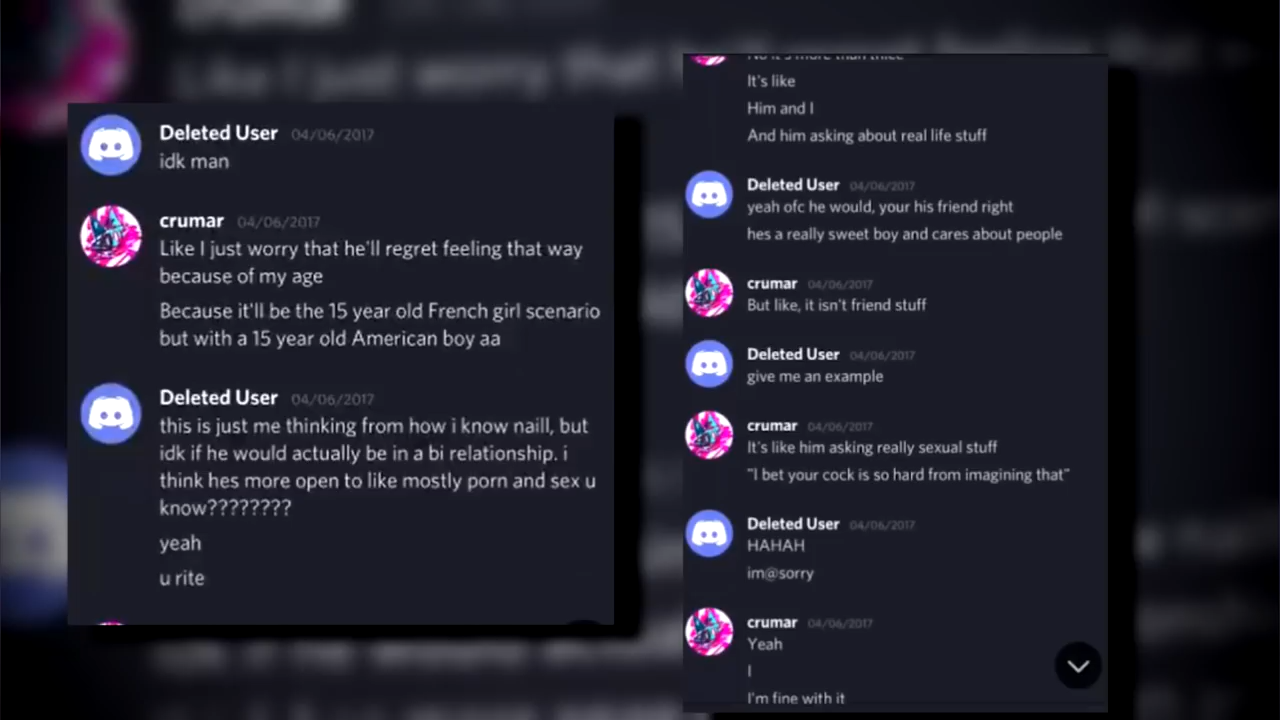 Deleted User 04/06/2017
idk man
crumar 04/06/2017
Like I just worry that he'll regret feeling that way
because of my age
Because it'll be the 15 year old French girl scenario
but with a 15 year old American boy aa
Deleted User 04/06/2017
this is just me thinking from how i know naill, but
idk if he would actually be in a bi relationship. i
think hes more open to like mostly porn and sex u
know????????
yeah
u rite
It's like
Him and I
And him asking about real life stuff
Deleted User 04/06/2017
yeah ofc he would, your his friend right
hes a really sweet boy and cares about people
crumar 04/06/2017
But like, it isn't friend stuff
Deleted User 04/06/2017
give me an example
crumar 04/06/2017
It's like him asking really sexual stuff
"I bet your cock is so hard from imagining that"
Deleted User 04/06/2017
HAHAH
im@sorry
crumar 04/06/2017
Yeah
I
I'm fine with it